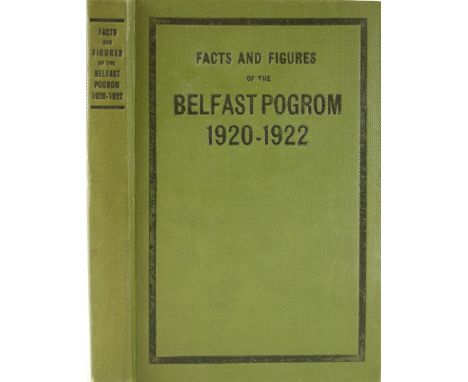 FACTS
AND
FIGURES
OF THE
BELFAST
POGROM
1920-1922
FACTS AND FIGURES
OF THE
BELFAST POGROM
1920-1922